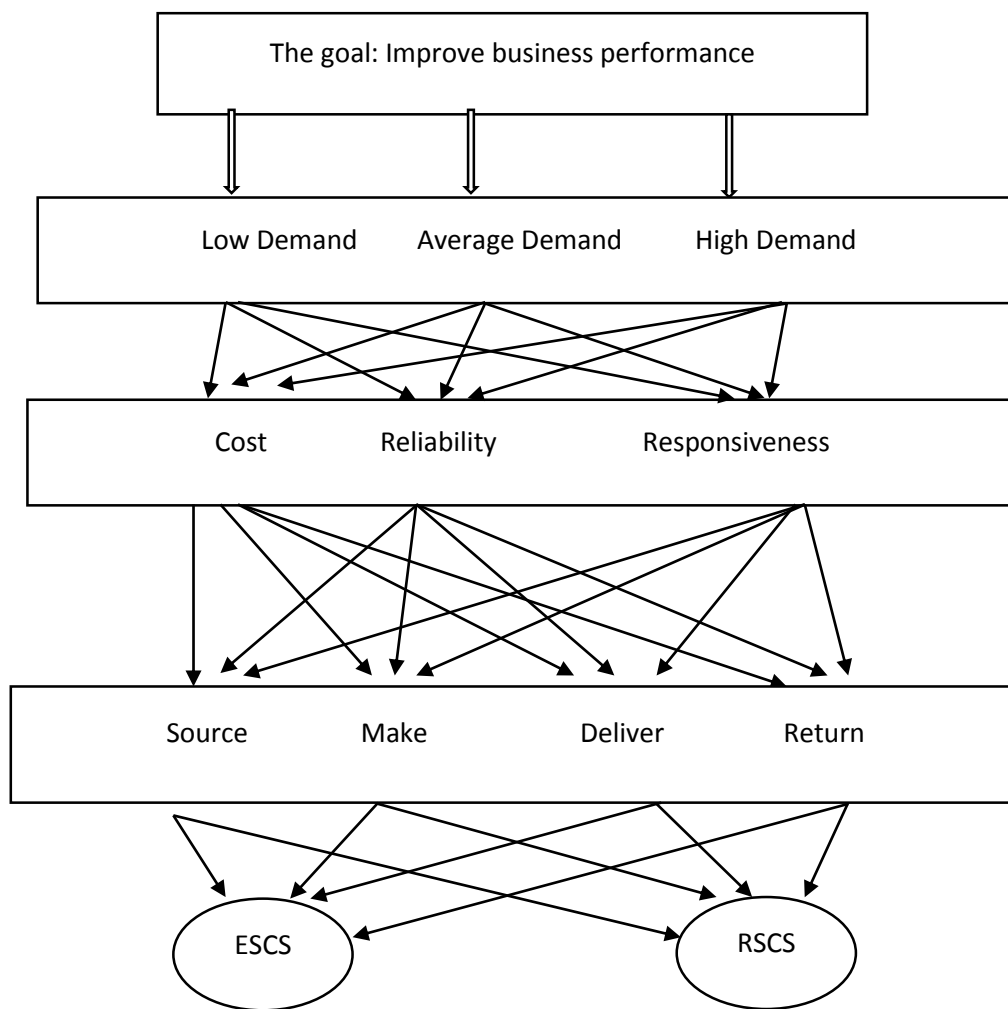 The goal: Improve business performance
Low Demand Average Demand High Demand
Cost Reliability Responsiveness
Source Make Deliver Return
ESCS RSCS